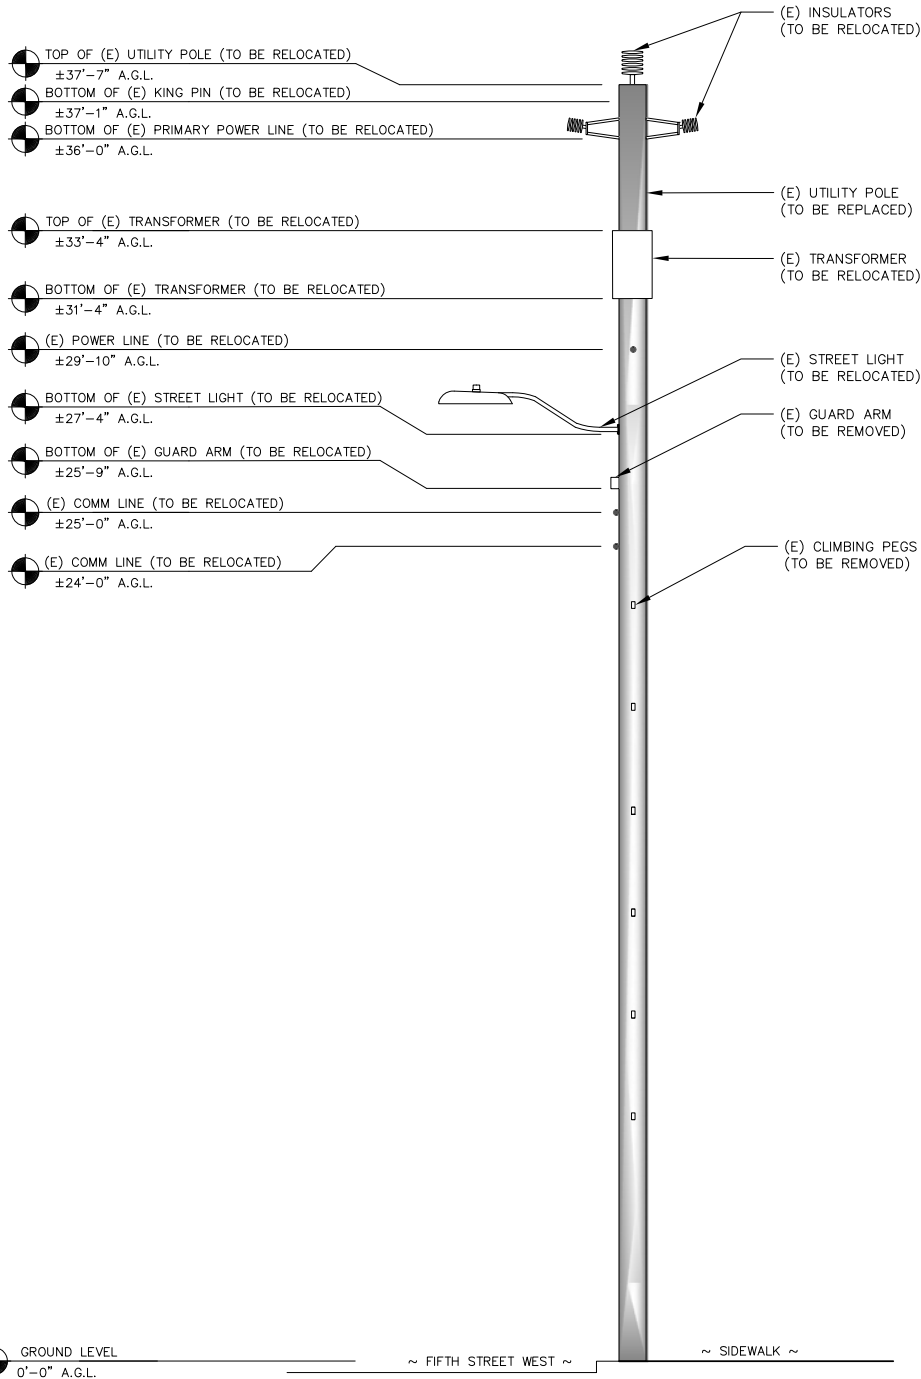 TOP OF (E) UTILITY POLE (TO BE RELOCATED)
±37'-7" A.G.L.
BOTTOM OF (E) KING PIN (TO BE RELOCATED)
±37'-1" A.G.L.
BOTTOM OF (E) PRIMARY POWER LINE (TO BE RELOCATED)
±36'-0" A.G.L.
TOP OF (E) TRANSFORMER (TO BE RELOCATED)
±33'-4" A.G.L.
BOTTOM OF (E) TRANSFORMER (TO BE RELOCATED)
±31'-4" A.G.L.
(E) POWER LINE (TO BE RELOCATED)
±29'-10" A.G.L.
BOTTOM OF (E) STREET LIGHT (TO BE RELOCATED)
±27'-4" A.G.L.
BOTTOM OF (E) GUARD ARM (TO BE RELOCATED)
±25'-9" A.G.L.
(E) COMM LINE (TO BE RELOCATED)
±25'-0" A.G.L.
(E) COMM LINE (TO BE RELOCATED)
±24'-0" A.G.L.
(E) INSULATORS
(TO BE RELOCATED)
(E) UTILITY POLE
(TO BE REPLACED)
(E) TRANSFORMER
(TO BE RELOCATED)
(E) STREET LIGHT
(TO BE RELOCATED)
(E) GUARD ARM
(TO BE REMOVED)
(E) CLIMBING PEGS
(TO BE REMOVED)
GROUND LEVEL
0'-0" A.G.L.
~ FIFTH STREET WEST ~
~ SIDEWALK ~